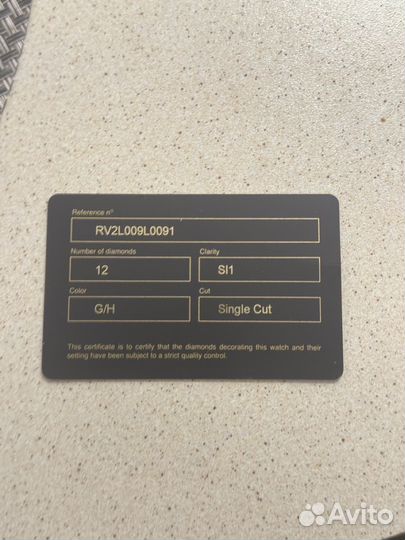 Reference n°
RV2L009L0091
Number of diamonds
Clarity
12
SI1
Color
Cut
G/H
Single Cut
This certificate is to certify that the diamonds decorating this watch and their
setting have been subject to a strict quality control.
Avito